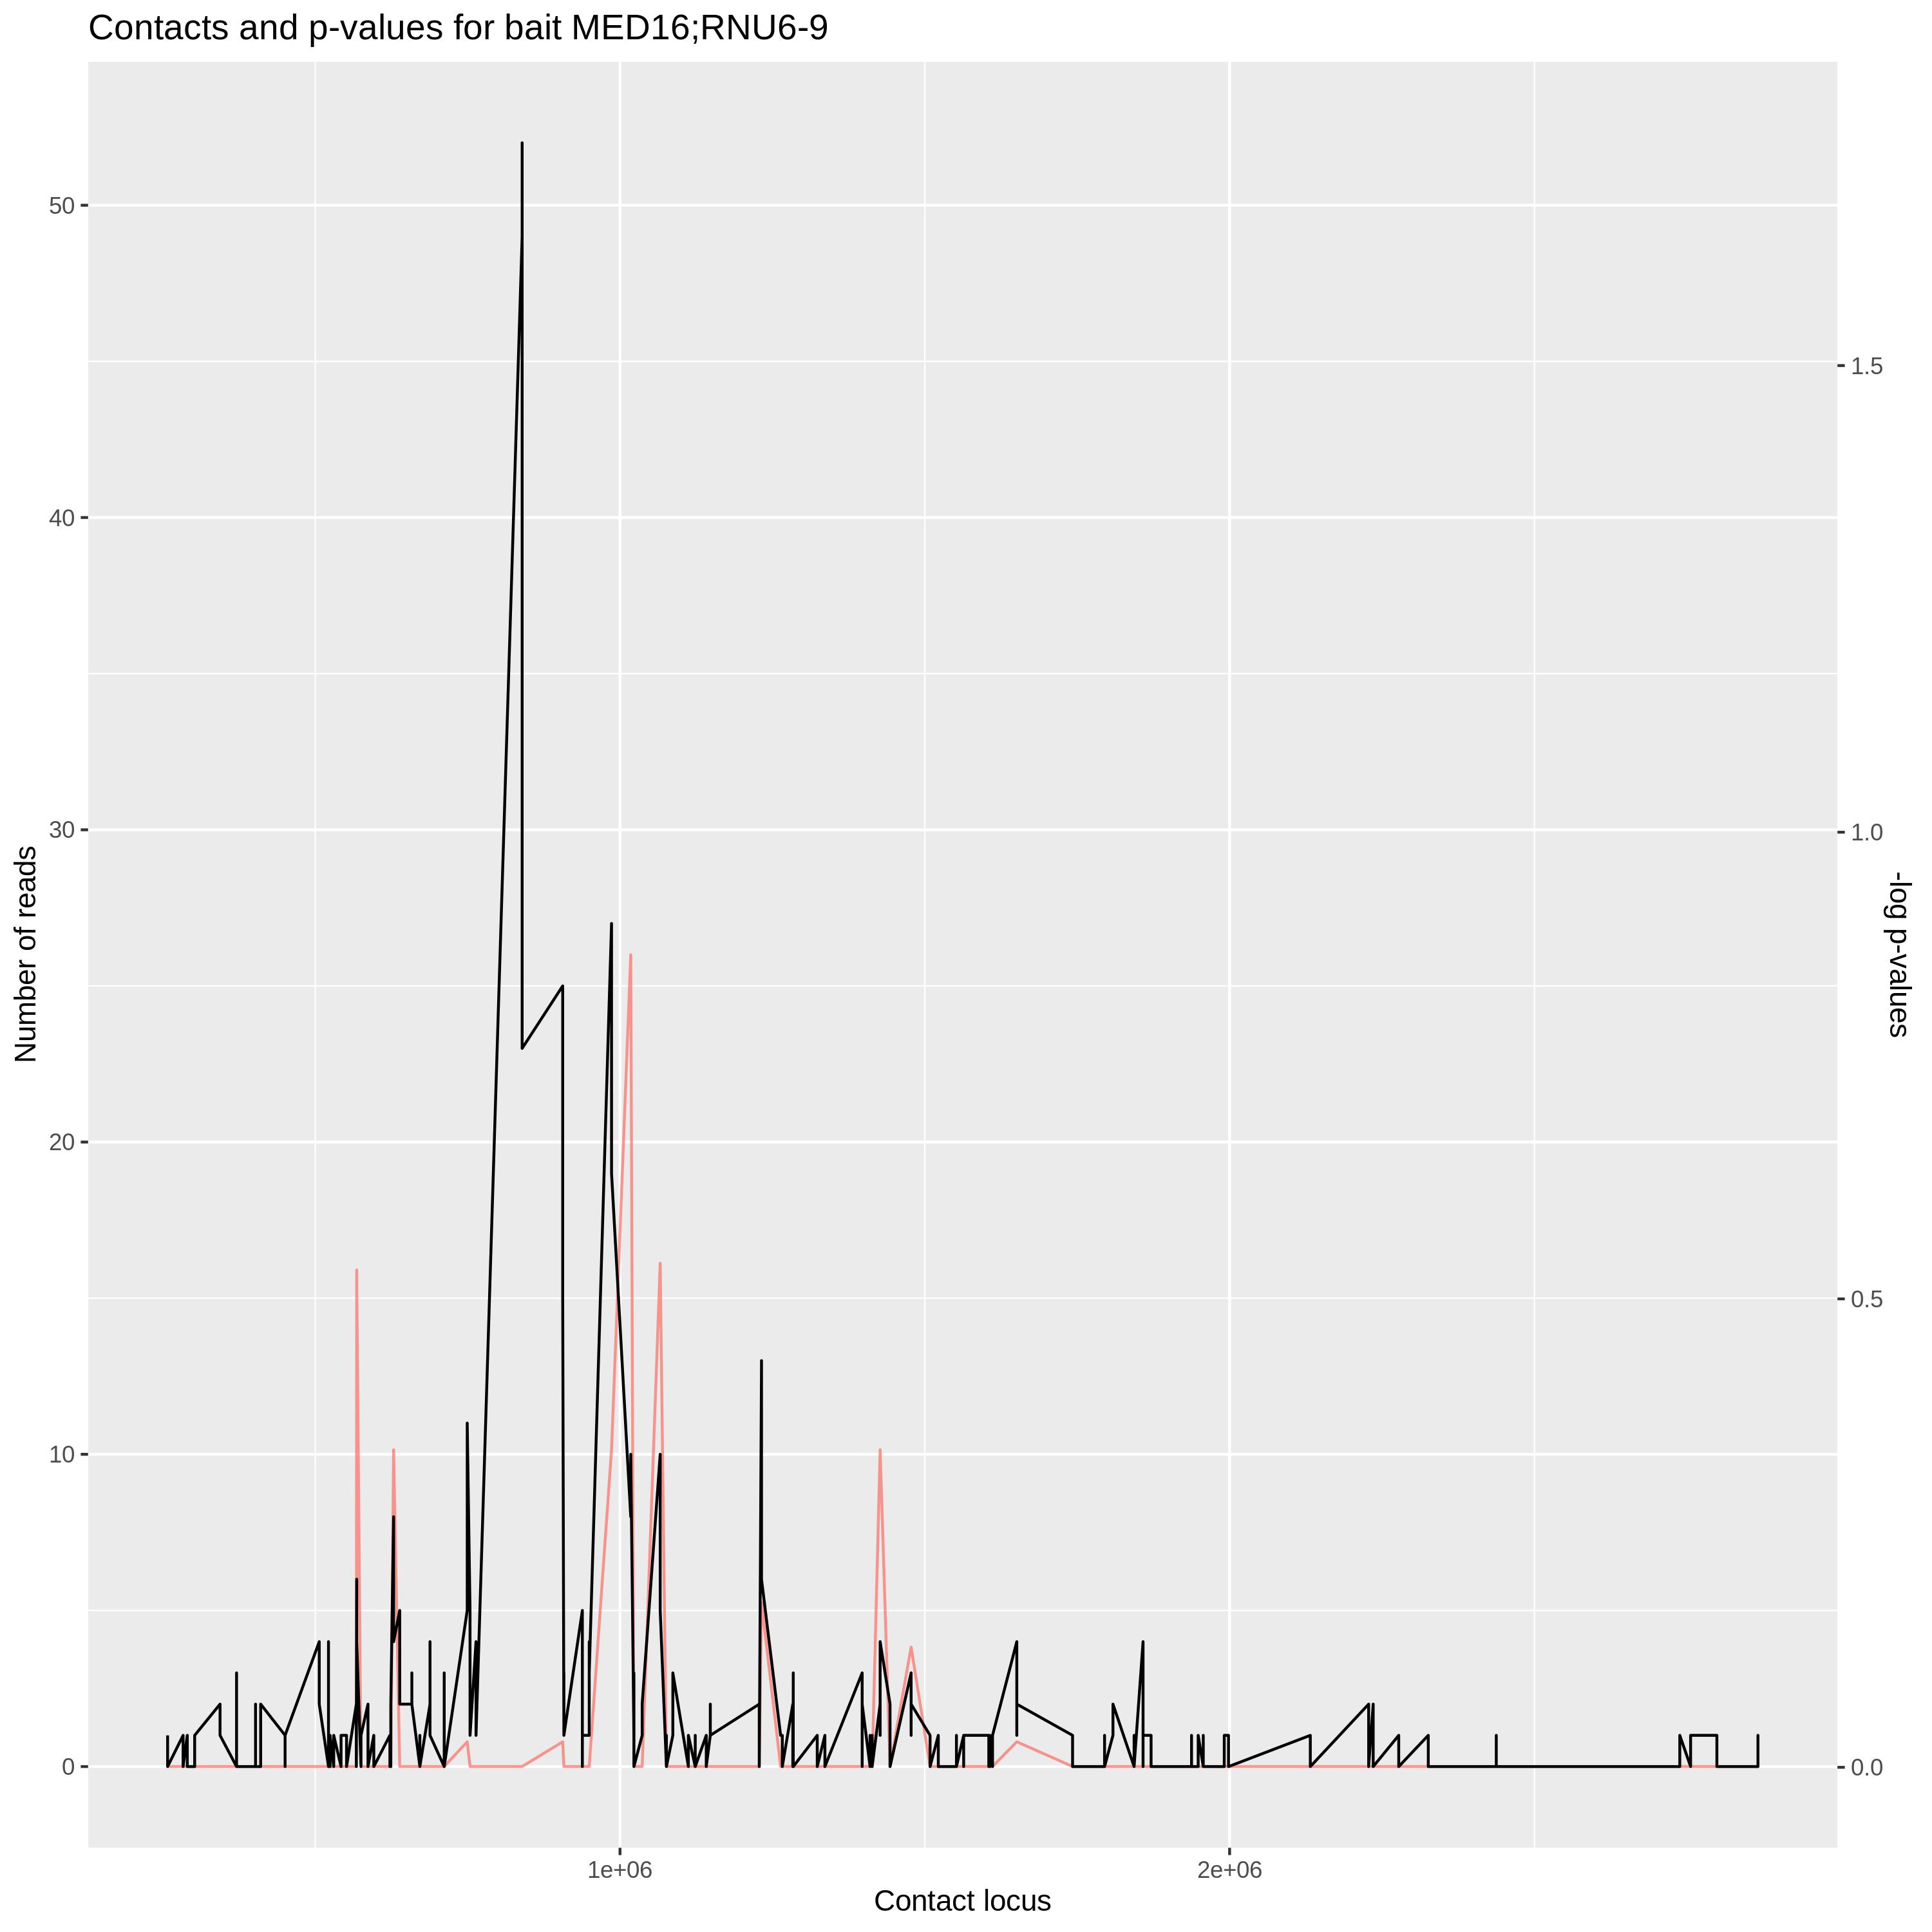 Contacts and p-values for bait MED16;RNU6-9
50
40
30
20
10
0
Number of reads
1.5
1.0
0.5
0.0
-log p-values
1e+06
2e+06
Contact locus